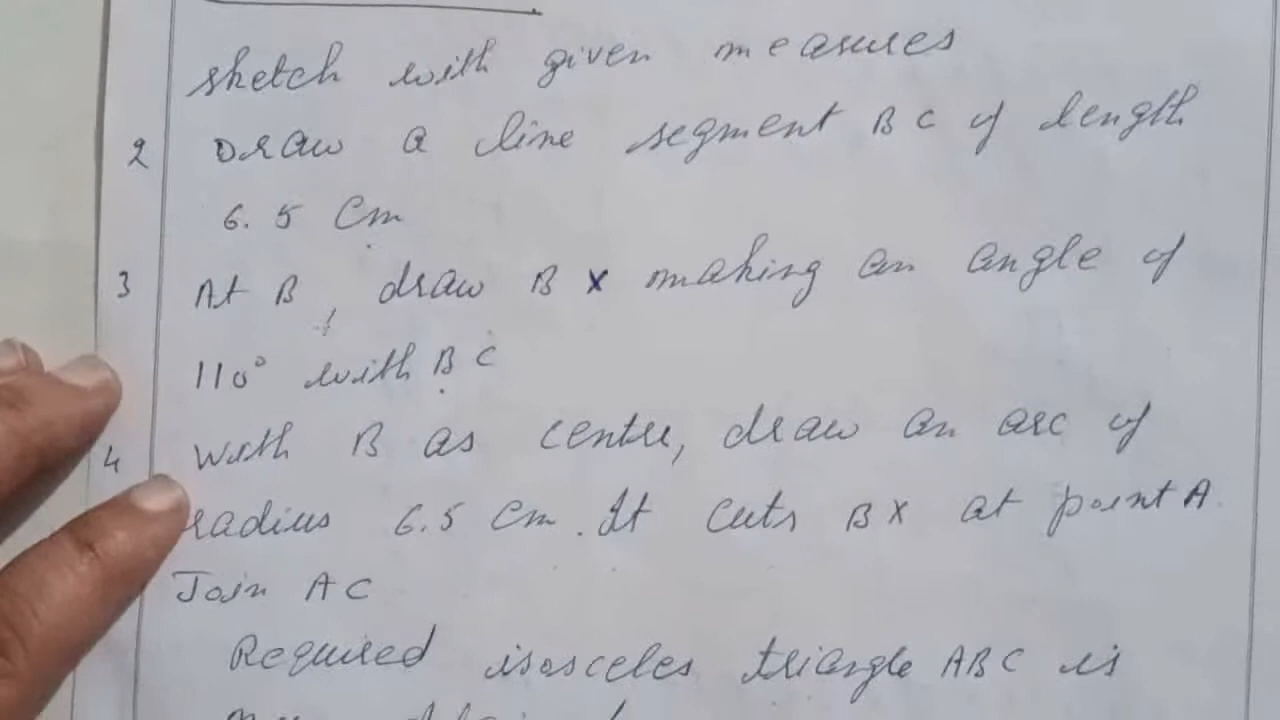 sketch with given measures
2 Draw a line segment BC of length
6.5 cm
3 At B, draw BX making an angle of
110° with BC
4 With B as centre, draw an arc of
radius 6.5 cm. It cuts BX at point A.
Join AC
Required isosceles triangle ABC is